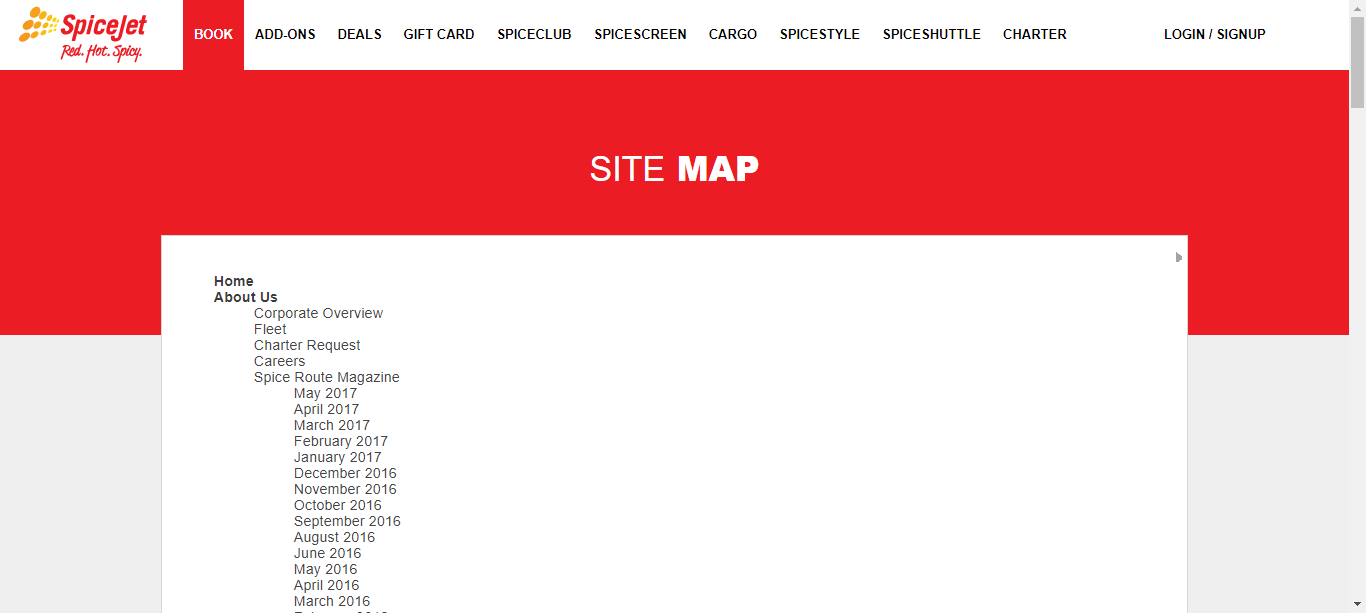 SpiceJet
Red. Hot. Spicy.
BOOK ADD-ONS DEALS GIFT CARD SPICECLUB SPICESCREEN CARGO SPICESTYLE SPICESHUTTLE CHARTER LOGIN / SIGNUP
SITE MAP
Home
About Us
Corporate Overview
Fleet
Charter Request
Careers
Spice Route Magazine
May 2017
April 2017
March 2017
February 2017
January 2017
December 2016
November 2016
October 2016
September 2016
August 2016
June 2016
May 2016
April 2016
March 2016